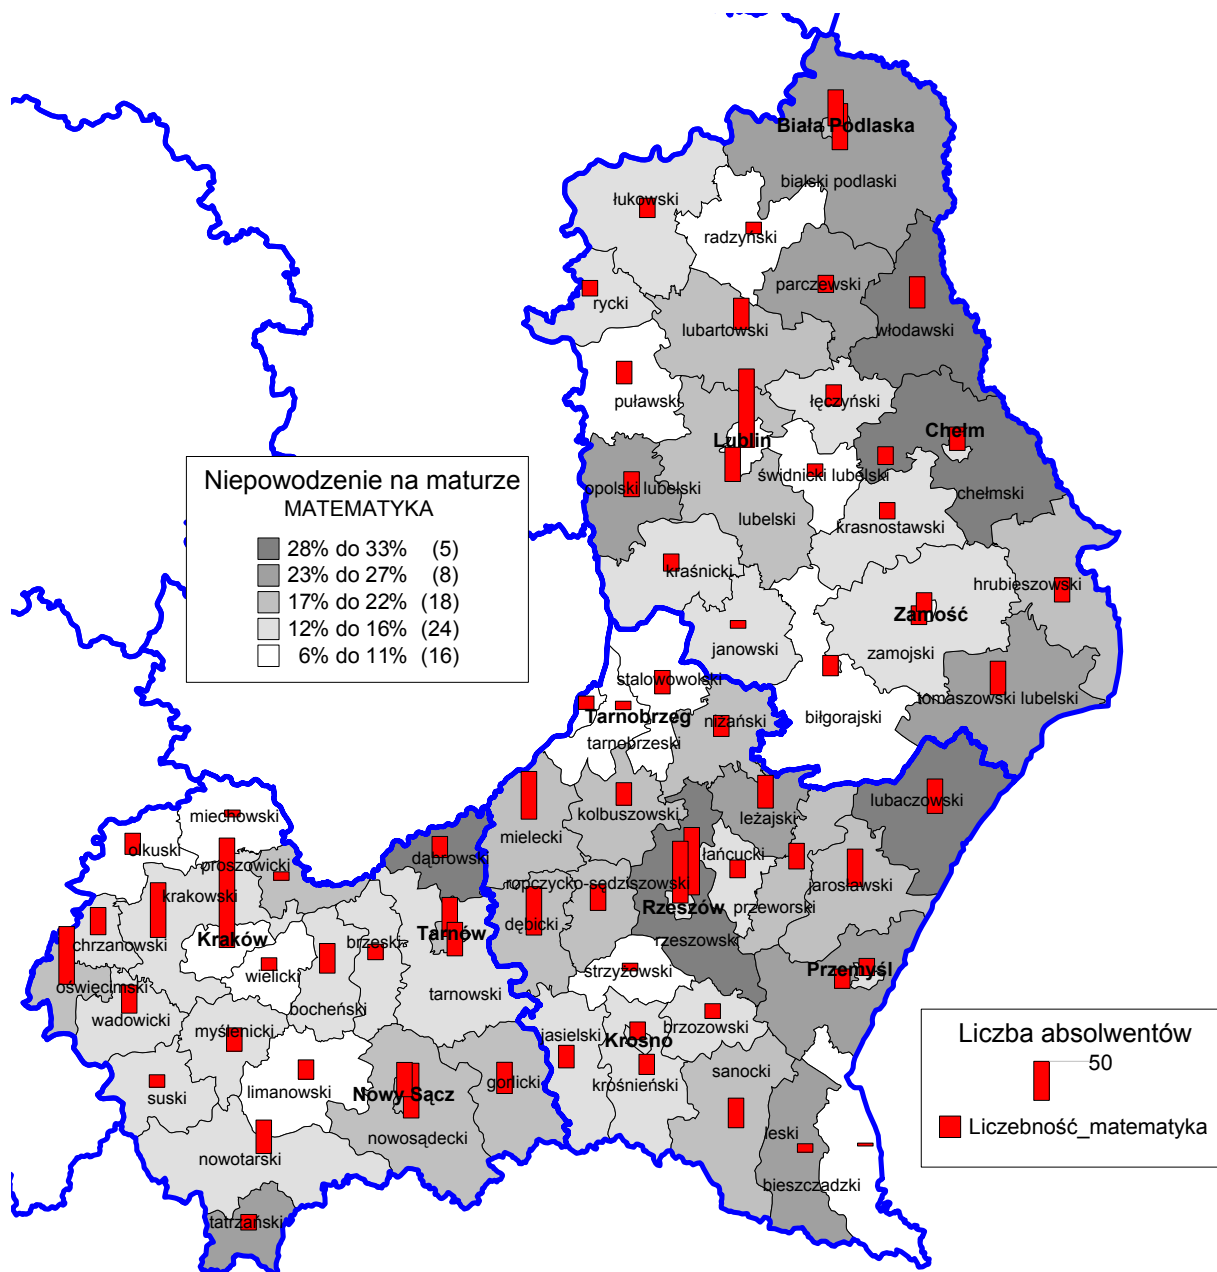 Biała Podlaska
bialski podlaski
łukowski
radzyński
parczewski
rycki
włodawski
lubartowski
puławski
łęczyński
Lublin
Chełm
świdnicki lubelski
opolski lubelski
chełmski
lubelski
krasnostawski
kraśnicki
hrubieszowski
Zamość
janowski
zamojski
stalowowolski
tomaszowski lubelski
Tarnobrzeg
niżański
biłgorajski
tarnobrzeski
Niepowodzenie na maturze
MATEMATYKA
28% do 33% (5)
23% do 27% (8)
17% do 22% (18)
12% do 16% (24)
6% do 11% (16)
lubaczowski
miechowski
kolbuszowski
leżajski
mielecki
olkuski
proszowicki
dąbrowski
łańcucki
krakowski
ropczycko-sędziszowski
jarosławski
Rzeszów
przeworski
dębicki
chrzanowski
Kraków
brzeski
Tarnów
rzeszowski
wielicki
strzyżowski
Przemyśl
oświęcimski
bocheński
tarnowski
wadowicki
myślenicki
jasielski
Krosno
brzozowski
sanocki
krośnieński
gorlicki
limanowski
suski
Nowy Sącz
nowosądecki
leski
nowotarski
bieszczadzki
tatrzański
Liczba absolwentów
50
Liczebność_matematyka